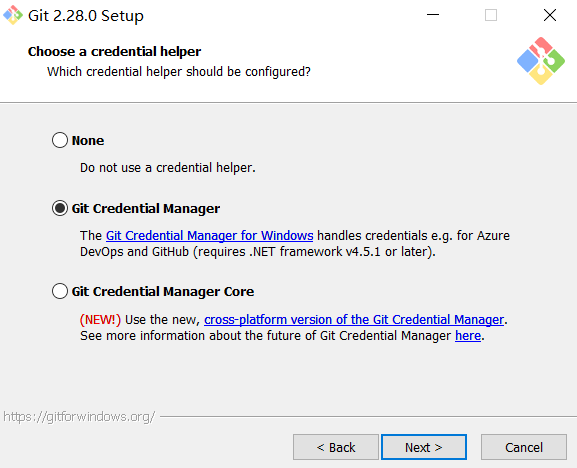 Git 2.28.0 Setup
Choose a credential helper
Which credential helper should be configured?
None
Do not use a credential helper.
Git Credential Manager
The Git Credential Manager for Windows handles credentials e.g. for Azure
DevOps and GitHub (requires .NET framework v4.5.1 or later).
Git Credential Manager Core
(NEW!) Use the new, cross-platform version of the Git Credential Manager.
See more information about the future of Git Credential Manager here.
https://gitforwindows.org/
< Back
Next >
Cancel